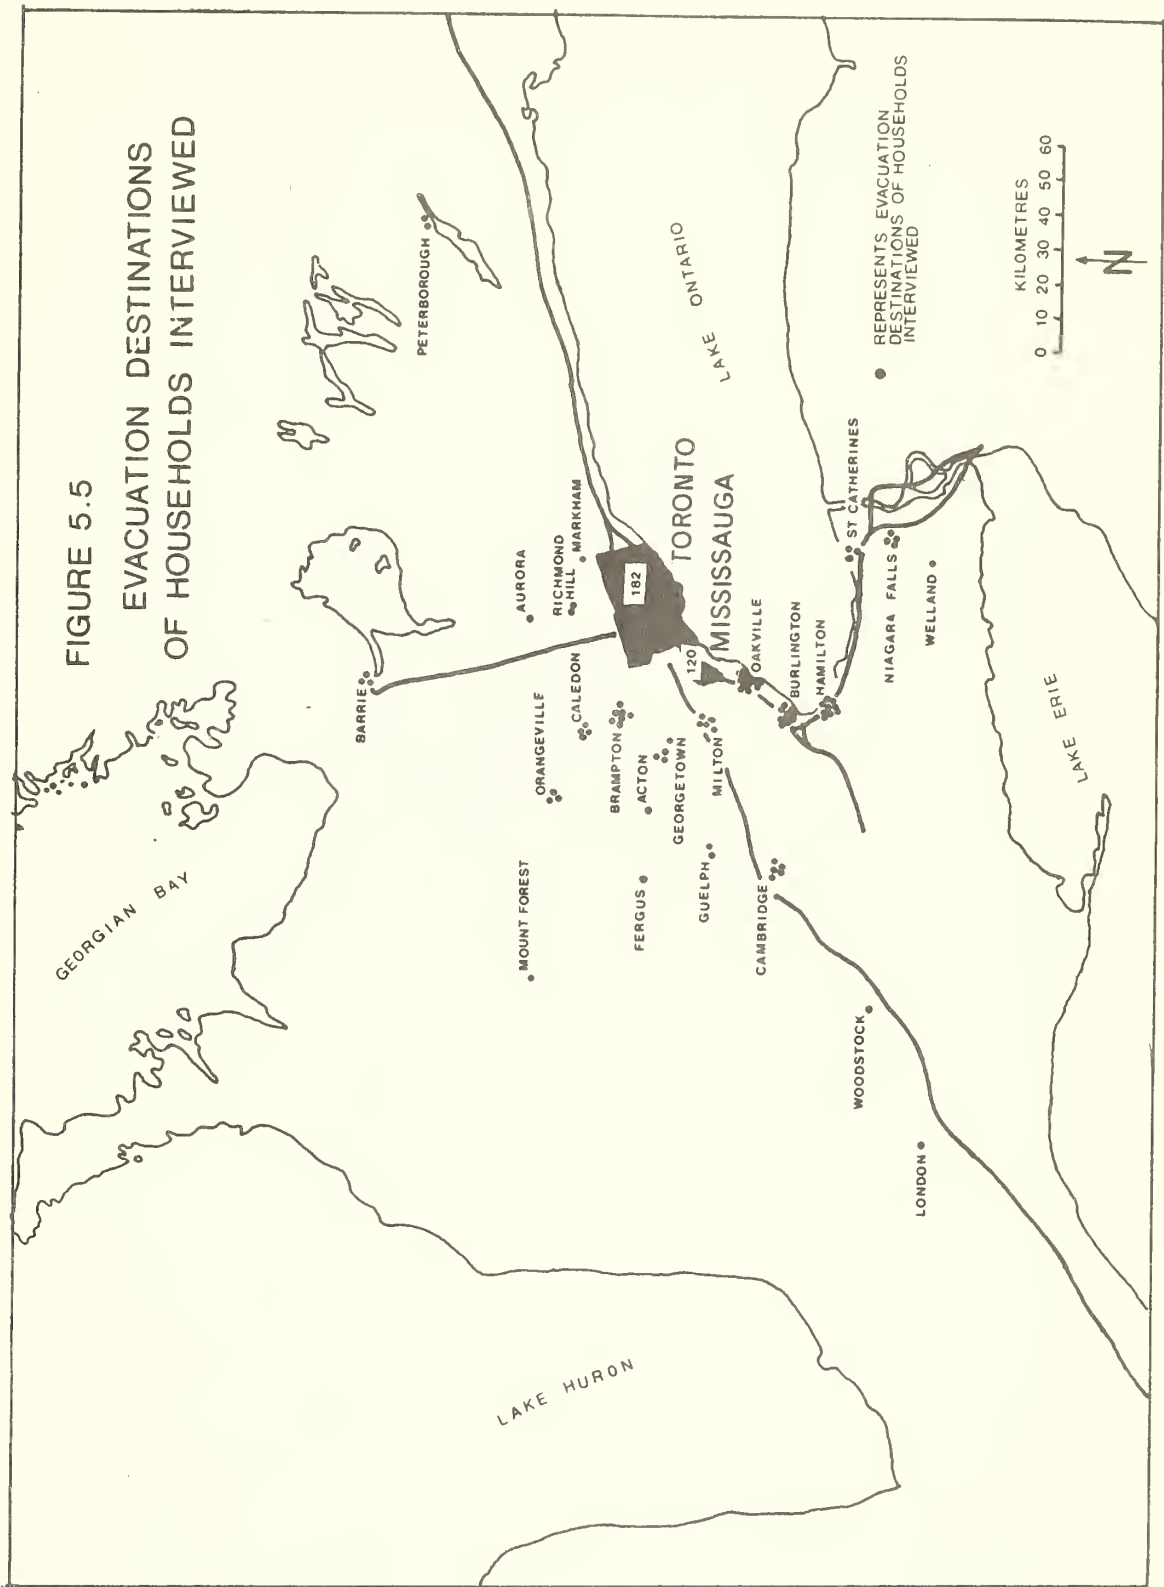 FIGURE 5.5
EVACUATION DESTINATIONS
OF HOUSEHOLDS INTERVIEWED
GEORGIAN BAY
BARRIE
PETERBOROUGH
MOUNT FOREST
ORANGEVILLE
CALEDON
AURORA
RICHMOND
HILL
MARKHAM
FERGUS
BRAMPTON
ACTON
GEORGETOWN
182
TORONTO
LAKE ONTARIO
GUELPH
MILTON
120
MISSISSAUGA
CAMBRIDGE
OAKVILLE
BURLINGTON
HAMILTON
LAKE HURON
WOODSTOCK
ST CATHERINES
NIAGARA FALLS
WELLAND
LONDON
LAKE ERIE
REPRESENTS EVACUATION
DESTINATIONS OF HOUSEHOLDS
INTERVIEWED
KILOMETRES
0 10 20 30 40 50 60
N